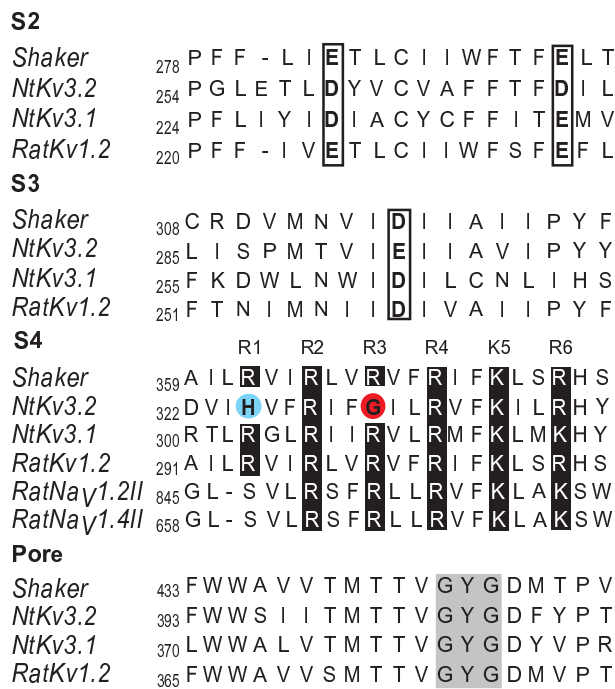 S2
Shaker 278 P F F - L I E T L C I I W F T F E L T
NtKv3.2 254 P G L E T L D Y V C V A F F T F D I L
NtKv3.1 224 P F L I Y I D I A C Y C F F I T E M V
RatKv1.2 220 P F F - I V E T L C I I W F S F E F L
S3
Shaker 308 C R D V M N V I D I I A I I P Y F
NtKv3.2 285 L I S P M T V I E I I A V I P Y Y
NtKv3.1 255 F K D W L N W I D I L C N L I H S
RatKv1.2 251 F T N I M N I I D I V A I I P Y F
S4 R1 R2 R3 R4 K5 R6
Shaker 359 A I L R V I R L V R V F R I F K L S R H S
NtKv3.2 322 D V I H V F R I F G I L R V F K I L R H Y
NtKv3.1 300 R T L R G L R I I R V L R M F K L M K H Y
RatKv1.2 291 A I L R V I R L V R V F R I F K L S R H S
RatNaV1.2II 845 G L - S V L R S F R L L R V F K L A K S W
RatNaV1.4II 658 G L - S V L R S F R L L R V F K L A K S W
Pore
Shaker 433 F W W A V V T M T T V G Y G D M T P V
NtKv3.2 393 F W W S I I T M T T V G Y G D F Y P T
NtKv3.1 370 L W W A L V T M T T V G Y G D Y V P R
RatKv1.2 365 F W W A V V S M T T V G Y G D M V P T